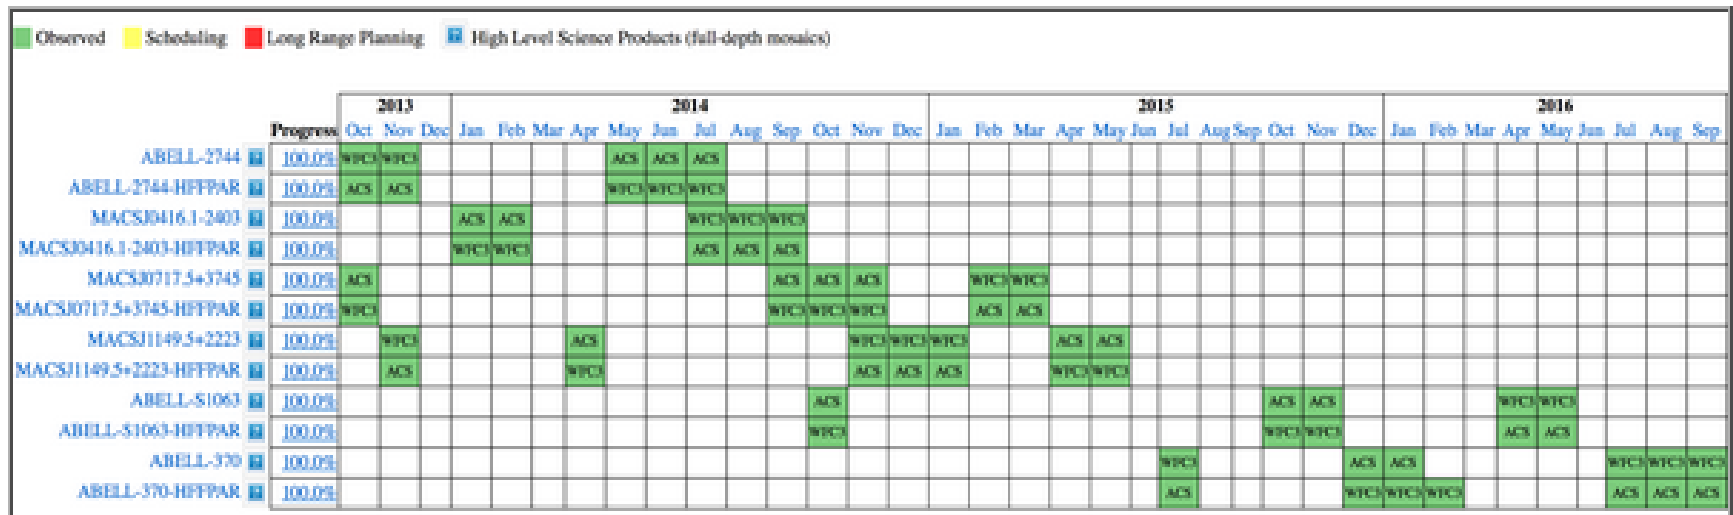 Observed Scheduling Long Range Planning High Level Science Products (full-depth mosaics)
2013 2014 2015 2016
Progress Oct Nov Dec Jan Feb Mar Apr May Jun Jul Aug Sep Oct Nov Dec Jan Feb Mar Apr May Jun Jul Aug Sep Oct Nov Dec Jan Feb Mar Apr May Jun Jul Aug Sep
ABELL-2744 100.0% WFC3 WFC3 ACS ACS ACS
ABELL-2744-HFFPAR 100.0% ACS ACS WFC3 WFC3 WFC3
MACSJ0416.1-2403 100.0% ACS ACS WFC3 WFC3 WFC3
MACSJ0416.1-2403-HFFPAR 100.0% WFC3 WFC3 ACS ACS ACS
MACSJ0717.5+3745 100.0% ACS ACS ACS ACS WFC3 WFC3
MACSJ0717.5+3745-HFFPAR 100.0% WFC3 WFC3 WFC3 WFC3 ACS ACS
MACSJ1149.5+2223 100.0% WFC3 ACS WFC3 WFC3 WFC3 ACS ACS
MACSJ1149.5+2223-HFFPAR 100.0% ACS WFC3 ACS ACS ACS WFC3 WFC3
ABELL-S1063 100.0% ACS ACS ACS WFC3 WFC3
ABELL-S1063-HFFPAR 100.0% WFC3 WFC3 WFC3 ACS ACS
ABELL-370 100.0% WFC3 ACS ACS WFC3 WFC3 WFC3
ABELL-370-HFFPAR 100.0% ACS WFC3 WFC3 WFC3 ACS ACS ACS